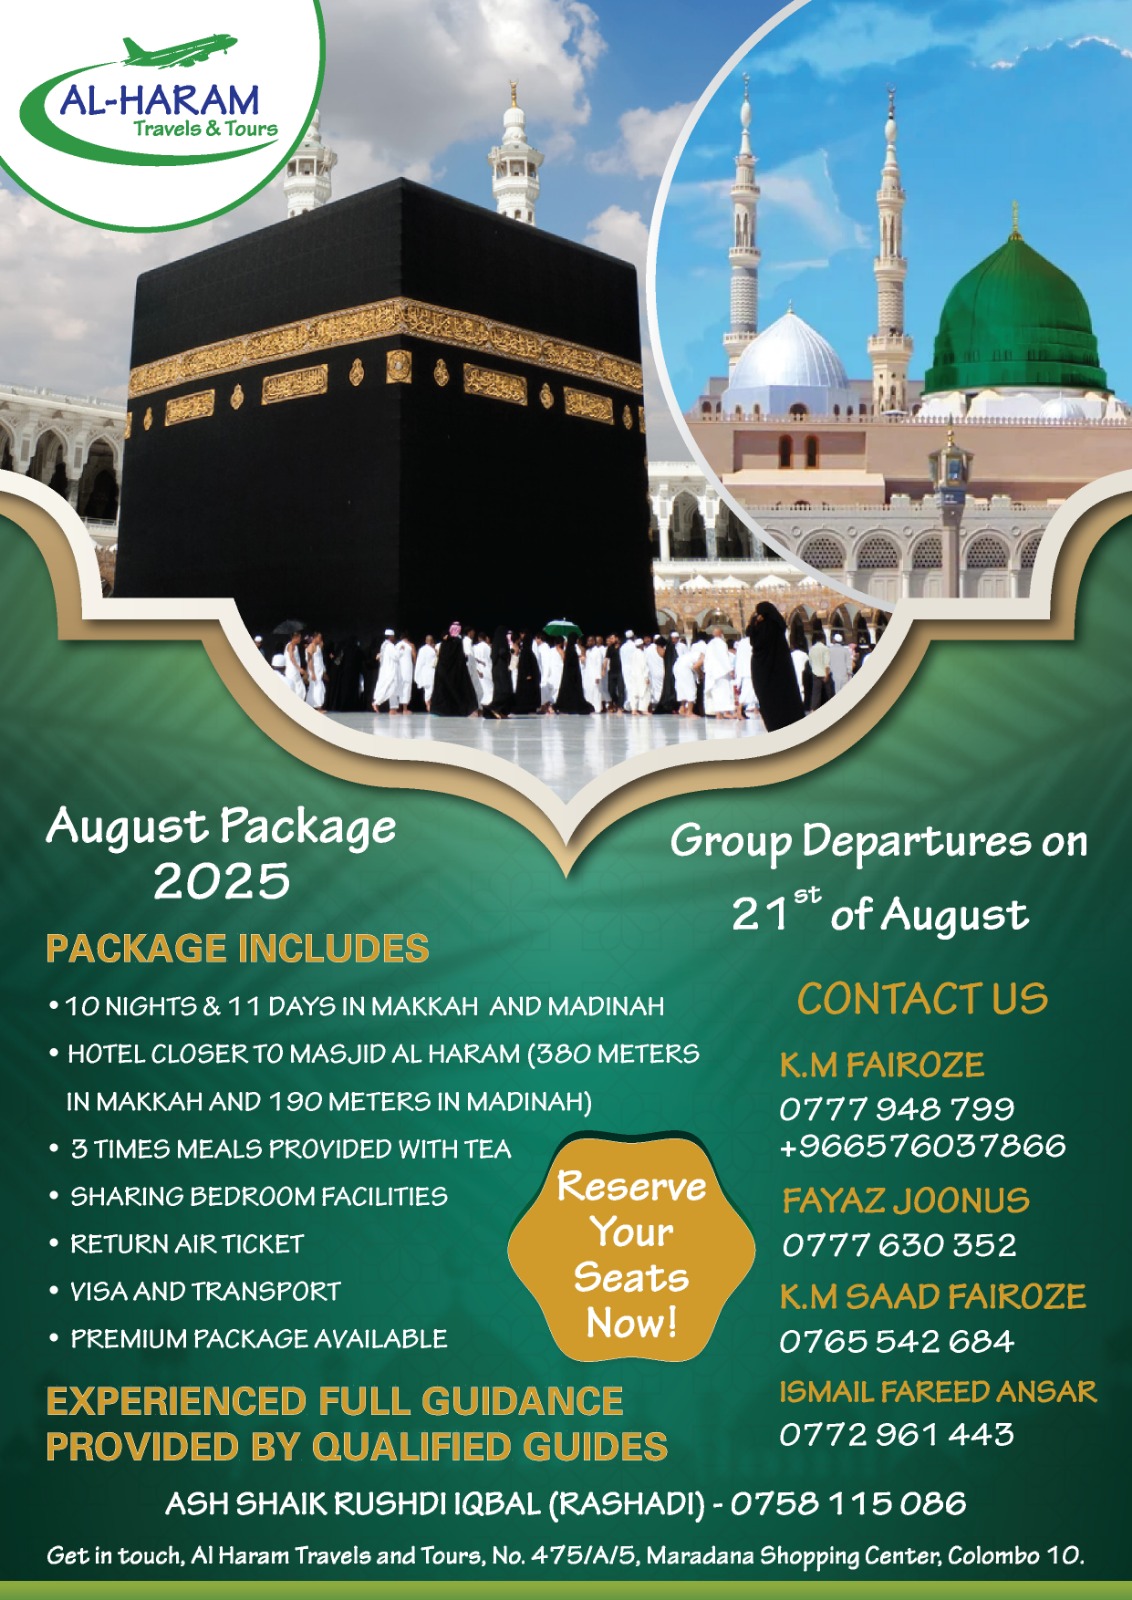 AL-HARAM
Travels & Tours
August Package
2025
PACKAGE INCLUDES
• 10 NIGHTS & 11 DAYS IN MAKKAH AND MADINAH
• HOTEL CLOSER TO MASJID AL HARAM (380 METERS
IN MAKKAH AND 190 METERS IN MADINAH)
• 3 TIMES MEALS PROVIDED WITH TEA
• SHARING BEDROOM FACILITIES
• RETURN AIR TICKET
• VISA AND TRANSPORT
• PREMIUM PACKAGE AVAILABLE
Reserve
Your
Seats
Now!
Group Departures on
21st of August
CONTACT US
K.M FAIROZE
0777 948 799
+966576037866
FAYAZ JOONUS
0777 630 352
K.M SAAD FAIROZE
0765 542 684
ISMAIL FAREED ANSAR
0772 961 443
EXPERIENCED FULL GUIDANCE
PROVIDED BY QUALIFIED GUIDES
ASH SHAIK RUSHDI IQBAL (RASHADI) - 0758 115 086
Get in touch, Al Haram Travels and Tours, No. 475/A/5, Maradana Shopping Center, Colombo 10.